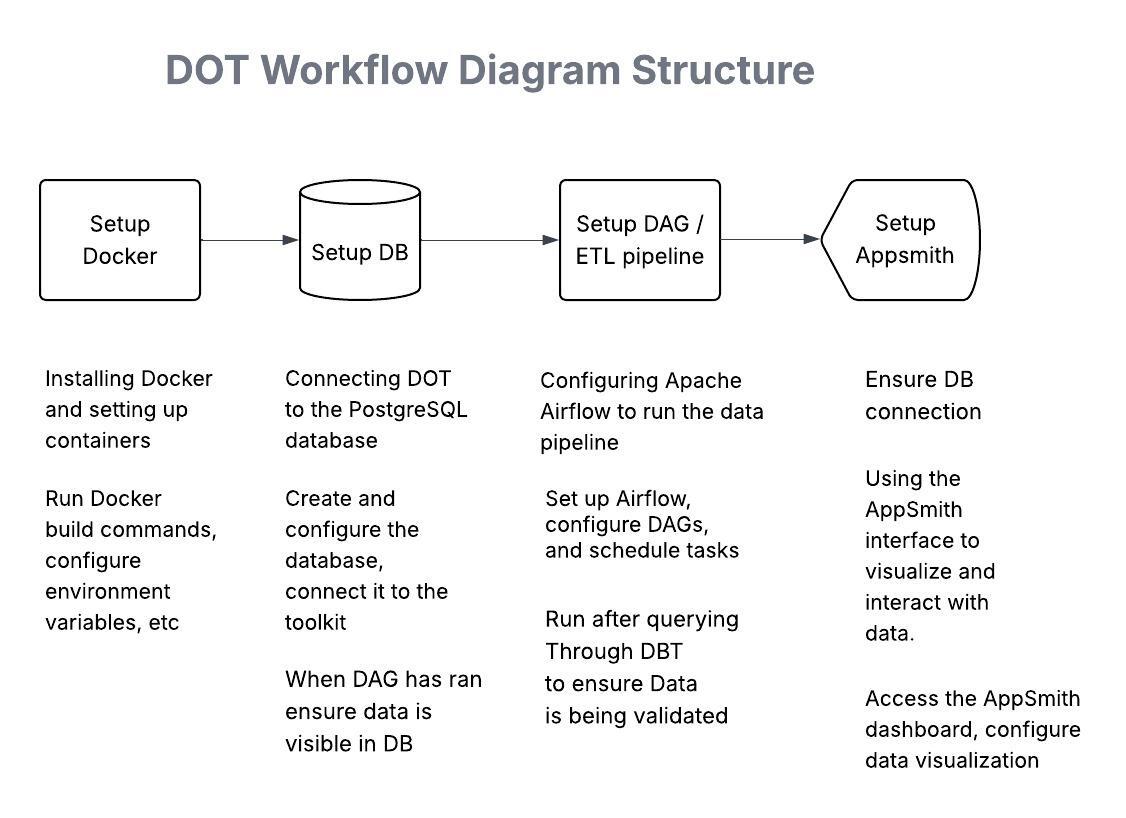 DOT Workflow Diagram Structure
Setup
Docker
Setup DB
Setup DAG /
ETL pipeline
Setup
Appsmith
Installing Docker
and setting up
containers
Run Docker
build commands,
configure
environment
variables, etc
Connecting DOT
to the PostgreSQL
database
Create and
configure the
database,
connect it to the
toolkit
When DAG has ran
ensure data is
visible in DB
Configuring Apache
Airflow to run the data
pipeline
Set up Airflow,
configure DAGs,
and schedule tasks
Run after querying
Through DBT
to ensure Data
is being validated
Ensure DB
connection
Using the
AppSmith
interface to
visualize and
interact with
data.
Access the AppSmith
dashboard, configure
data visualization